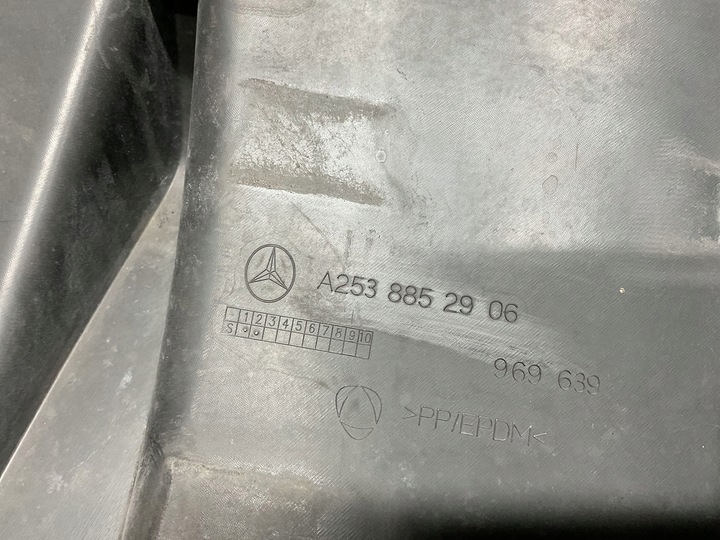 A253 885 29 06
- 1 2 3 4 5 6 7 8 9 10
S
969 639
>PP/EPDM<